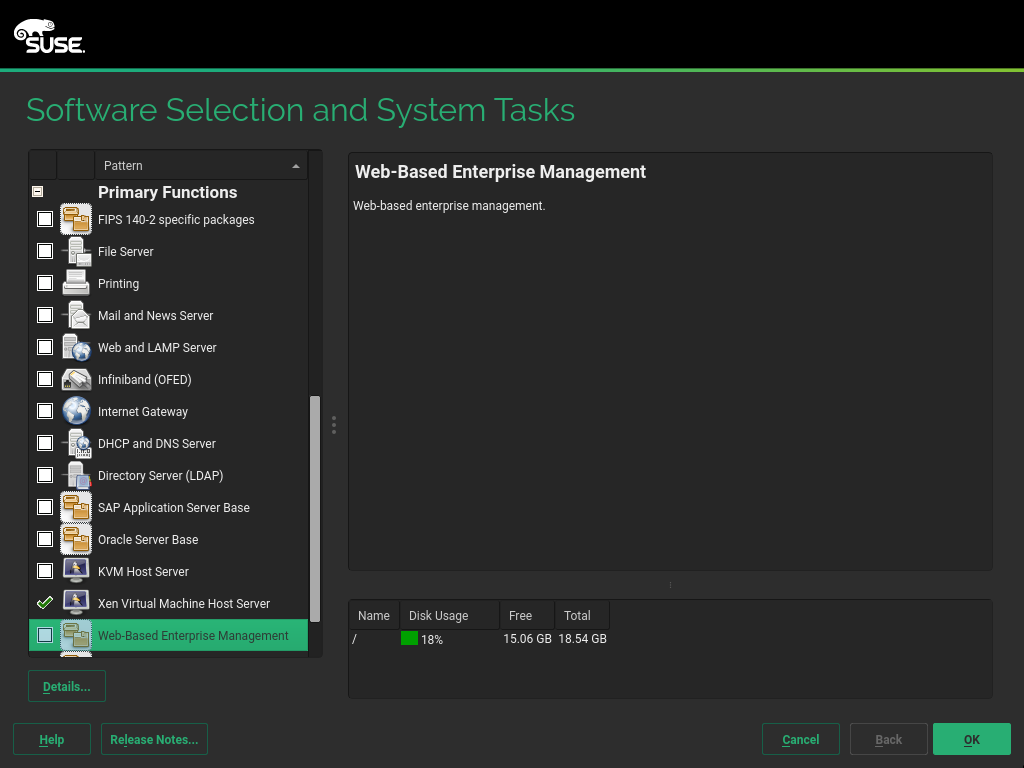 SUSE.
Software Selection and System Tasks
Pattern
Primary Functions
FIPS 140-2 specific packages
File Server
Printing
Mail and News Server
Web and LAMP Server
Infiniband (OFED)
Internet Gateway
DHCP and DNS Server
Directory Server (LDAP)
SAP Application Server Base
Oracle Server Base
KVM Host Server
Xen Virtual Machine Host Server
Web-Based Enterprise Management
Details...
Web-Based Enterprise Management
Web-based enterprise management.
Name Disk Usage Free Total
/ 18% 15.06 GB 18.54 GB
Help Release Notes... Cancel Back OK